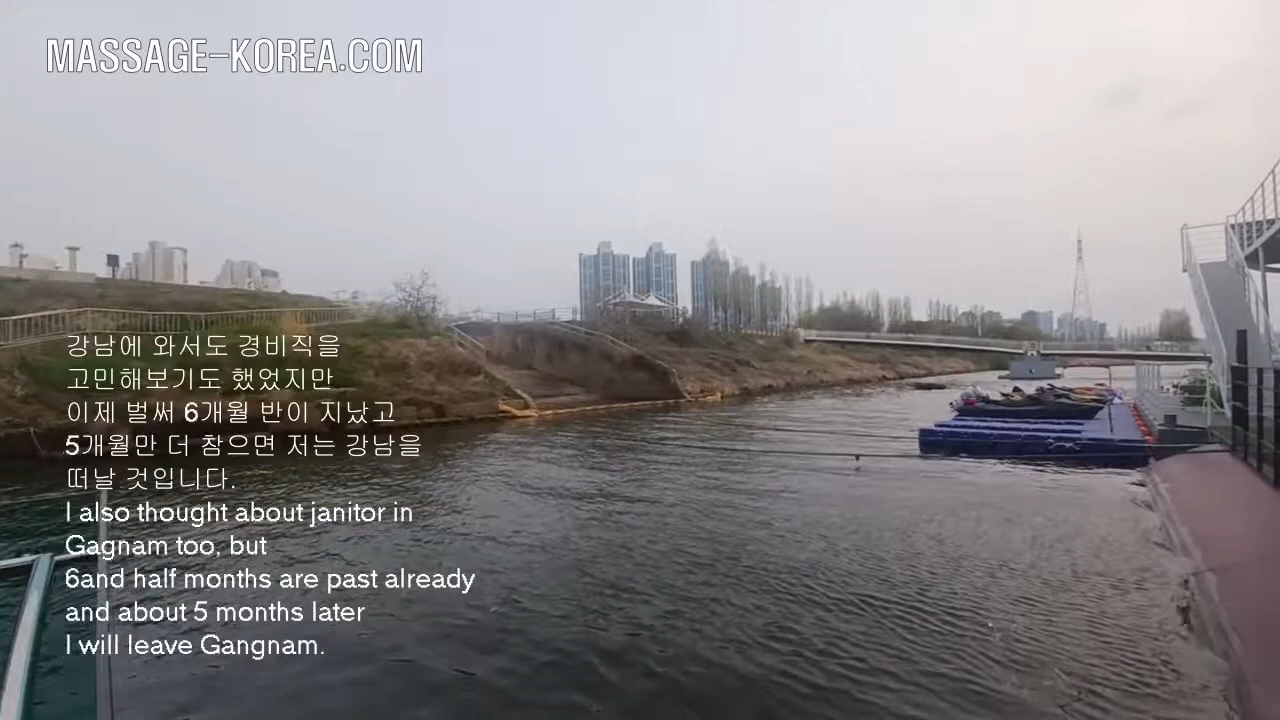 MASSAGE-KOREA.COM
강남에 와서도 경비직을
고민해보기도 했었지만
이제 벌써 6개월 반이 지났고
5개월만 더 참으면 저는 강남을
떠날 것입니다.
I also thought about janitor in
Gagnam too, but
6and half months are past already
and about 5 months later
I will leave Gangnam.